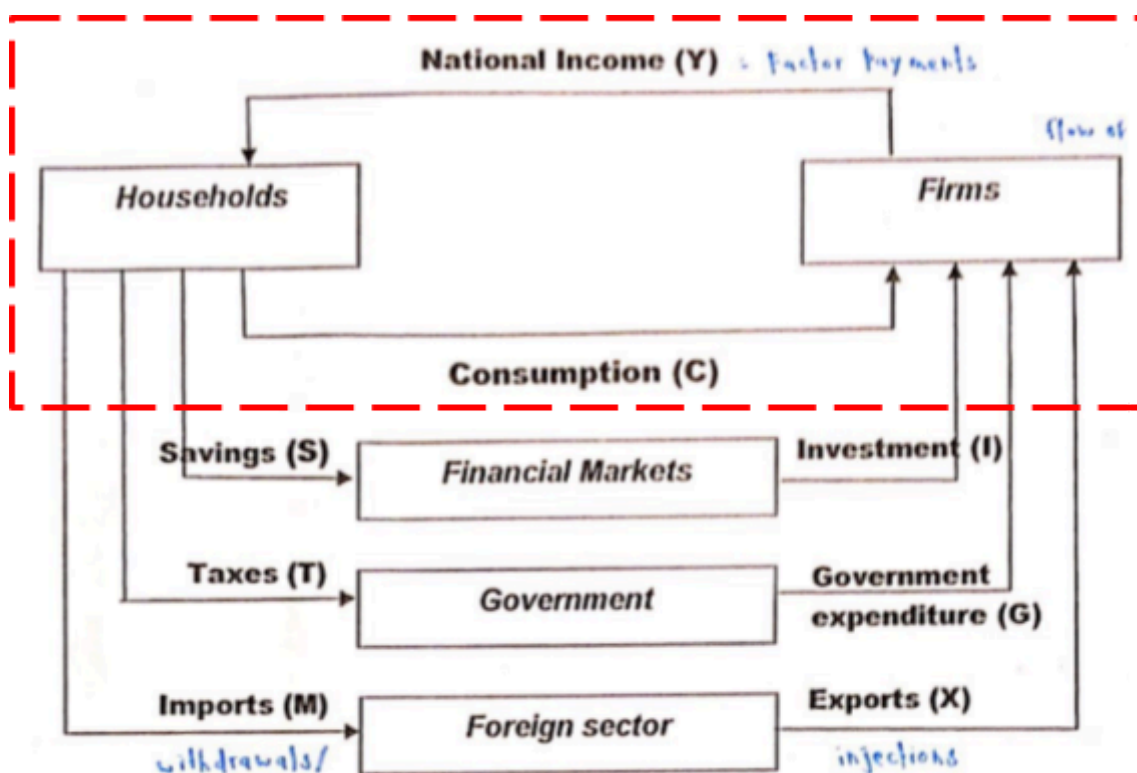 National Income (Y) : Factor Payments
flow of
Households
Firms
Consumption (C)
Savings (S)
Financial Markets
Investment (I)
Taxes (T)
Government
Government
expenditure (G)
Imports (M)
Foreign sector
Exports (X)
withdrawals/
injections